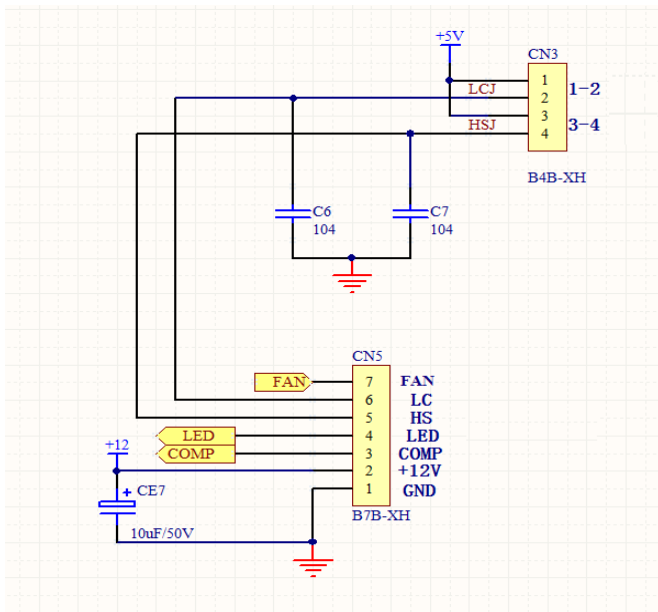 +5V
CN3
1
LCJ
2
1-2
3
HSJ
4
3-4
B4B-XH
C6
104
C7
104
CN5
FAN
7
FAN
6
LC
5
HS
LED
4
LED
COMP
3
COMP
+12
2
+12V
1
GND
+
CE7
10uF/50V
B7B-XH